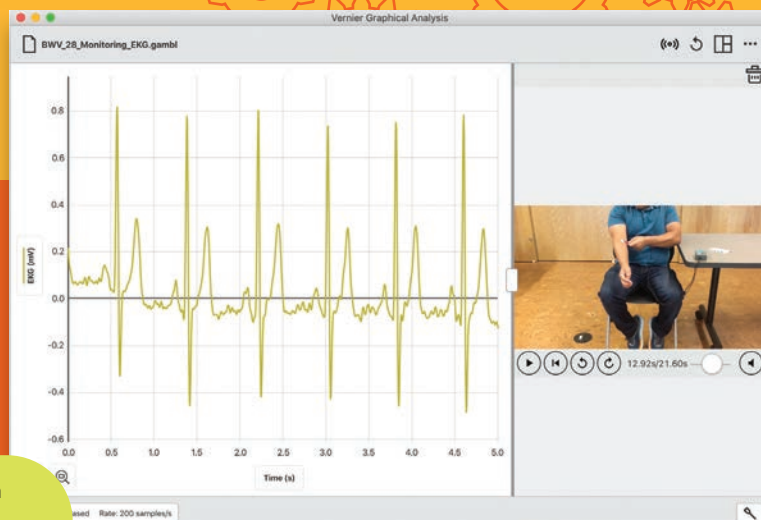 Vernier Graphical Analysis
BWV_28_Monitoring_EKG.gambl
0.8
0.6
0.4
0.2
0.0
-0.2
-0.4
-0.6
EKG (mV)
0.0 0.5 1.0 1.5 2.0 2.5 3.0 3.5 4.0 4.5 5.0
Time (s)
12.92s/21.60s
Rate: 200 samples/s